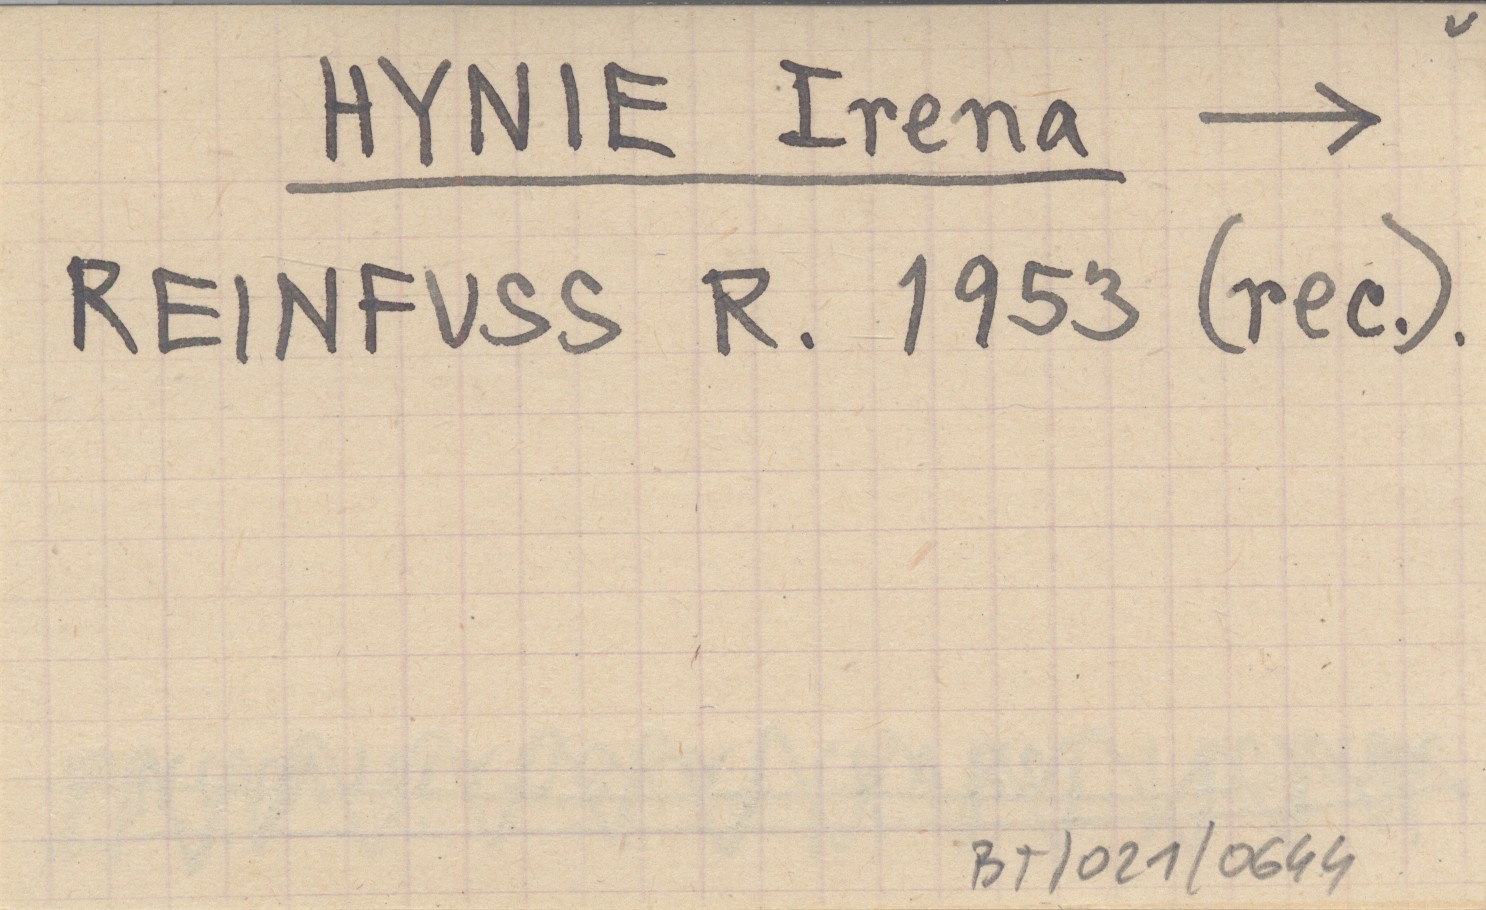 HYNIE Irena →
REINFUSS R. 1953 (rec.).
BT/021/0644